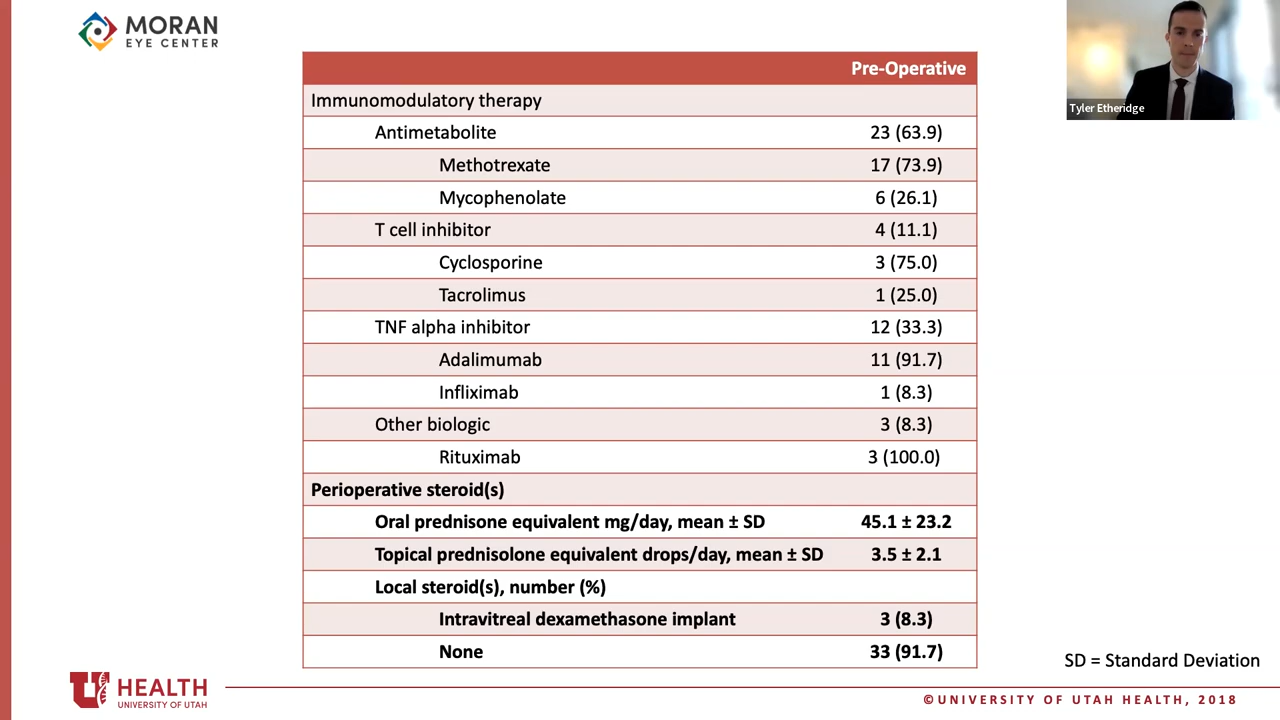 MORAN
EYE CENTER
Tyler Etheridge
Pre-Operative
Immunomodulatory therapy
Antimetabolite 23 (63.9)
Methotrexate 17 (73.9)
Mycophenolate 6 (26.1)
T cell inhibitor 4 (11.1)
Cyclosporine 3 (75.0)
Tacrolimus 1 (25.0)
TNF alpha inhibitor 12 (33.3)
Adalimumab 11 (91.7)
Infliximab 1 (8.3)
Other biologic 3 (8.3)
Rituximab 3 (100.0)
Perioperative steroid(s)
Oral prednisone equivalent mg/day, mean ± SD 45.1 ± 23.2
Topical prednisolone equivalent drops/day, mean ± SD 3.5 ± 2.1
Local steroid(s), number (%)
Intravitreal dexamethasone implant 3 (8.3)
None 33 (91.7)
SD = Standard Deviation
U HEALTH
UNIVERSITY OF UTAH
©UNIVERSITY OF UTAH HEALTH, 2018